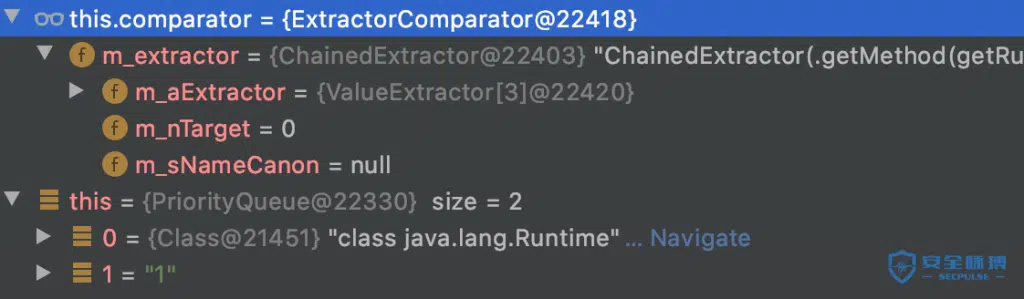 this.comparator = {ExtractorComparator@22418}
m_extractor = {ChainedExtractor@22403} "ChainedExtractor(.getMethod(getRu
m_aExtractor = {ValueExtractor[3]@22420}
m_nTarget = 0
m_sNameCanon = null
this = {PriorityQueue@22330} size = 2
0 = {Class@21451} "class java.lang.Runtime" ... Navigate
1 = "1"
安全脉搏
SECPULSE